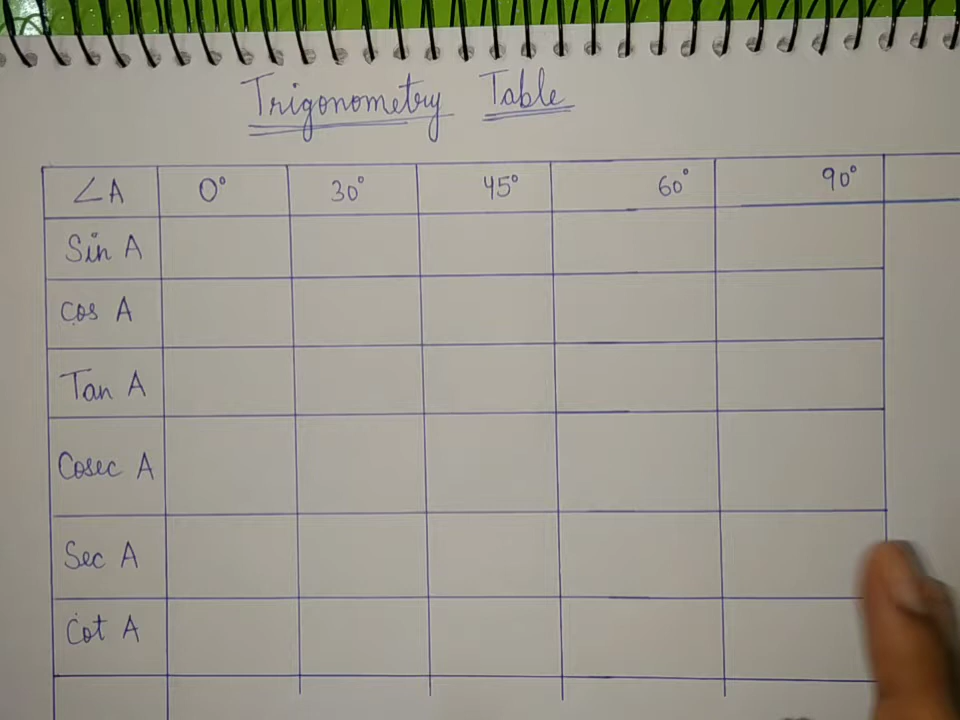 Trigonometry Table
∠A 0° 30° 45° 60° 90°
Sin A
Cos A
Tan A
Cosec A
Sec A
Cot A